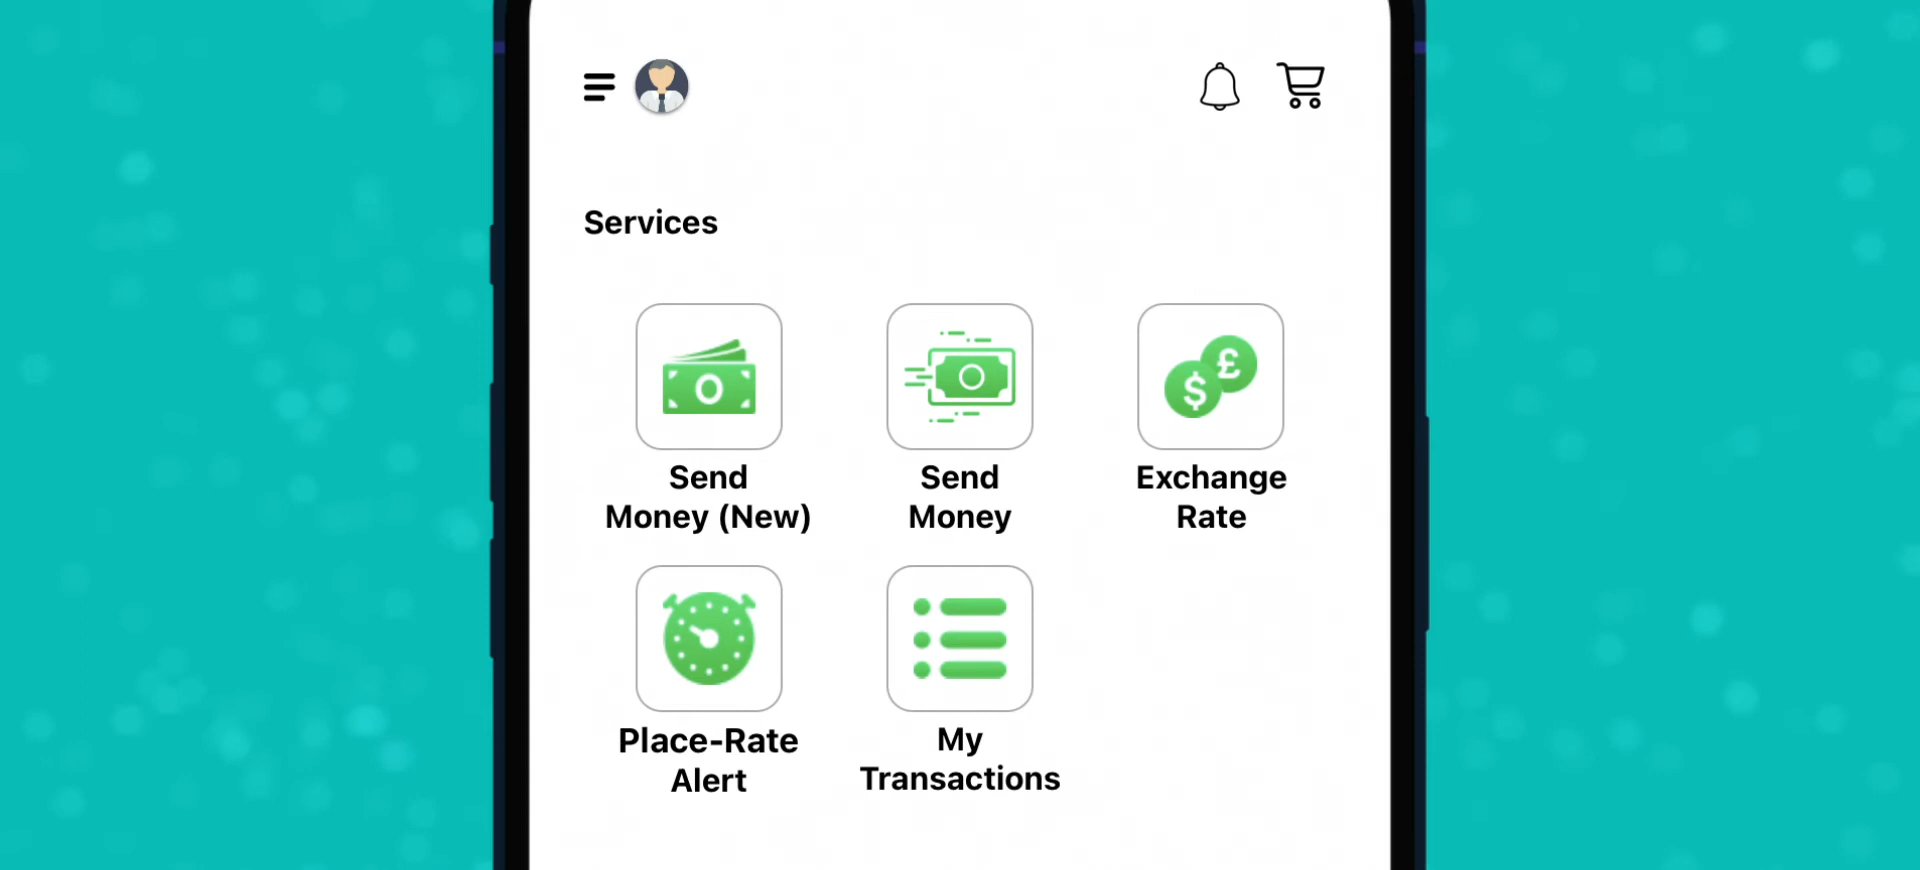 Services
Send
Money (New)
Send
Money
Exchange
Rate
Place-Rate
Alert
My
Transactions